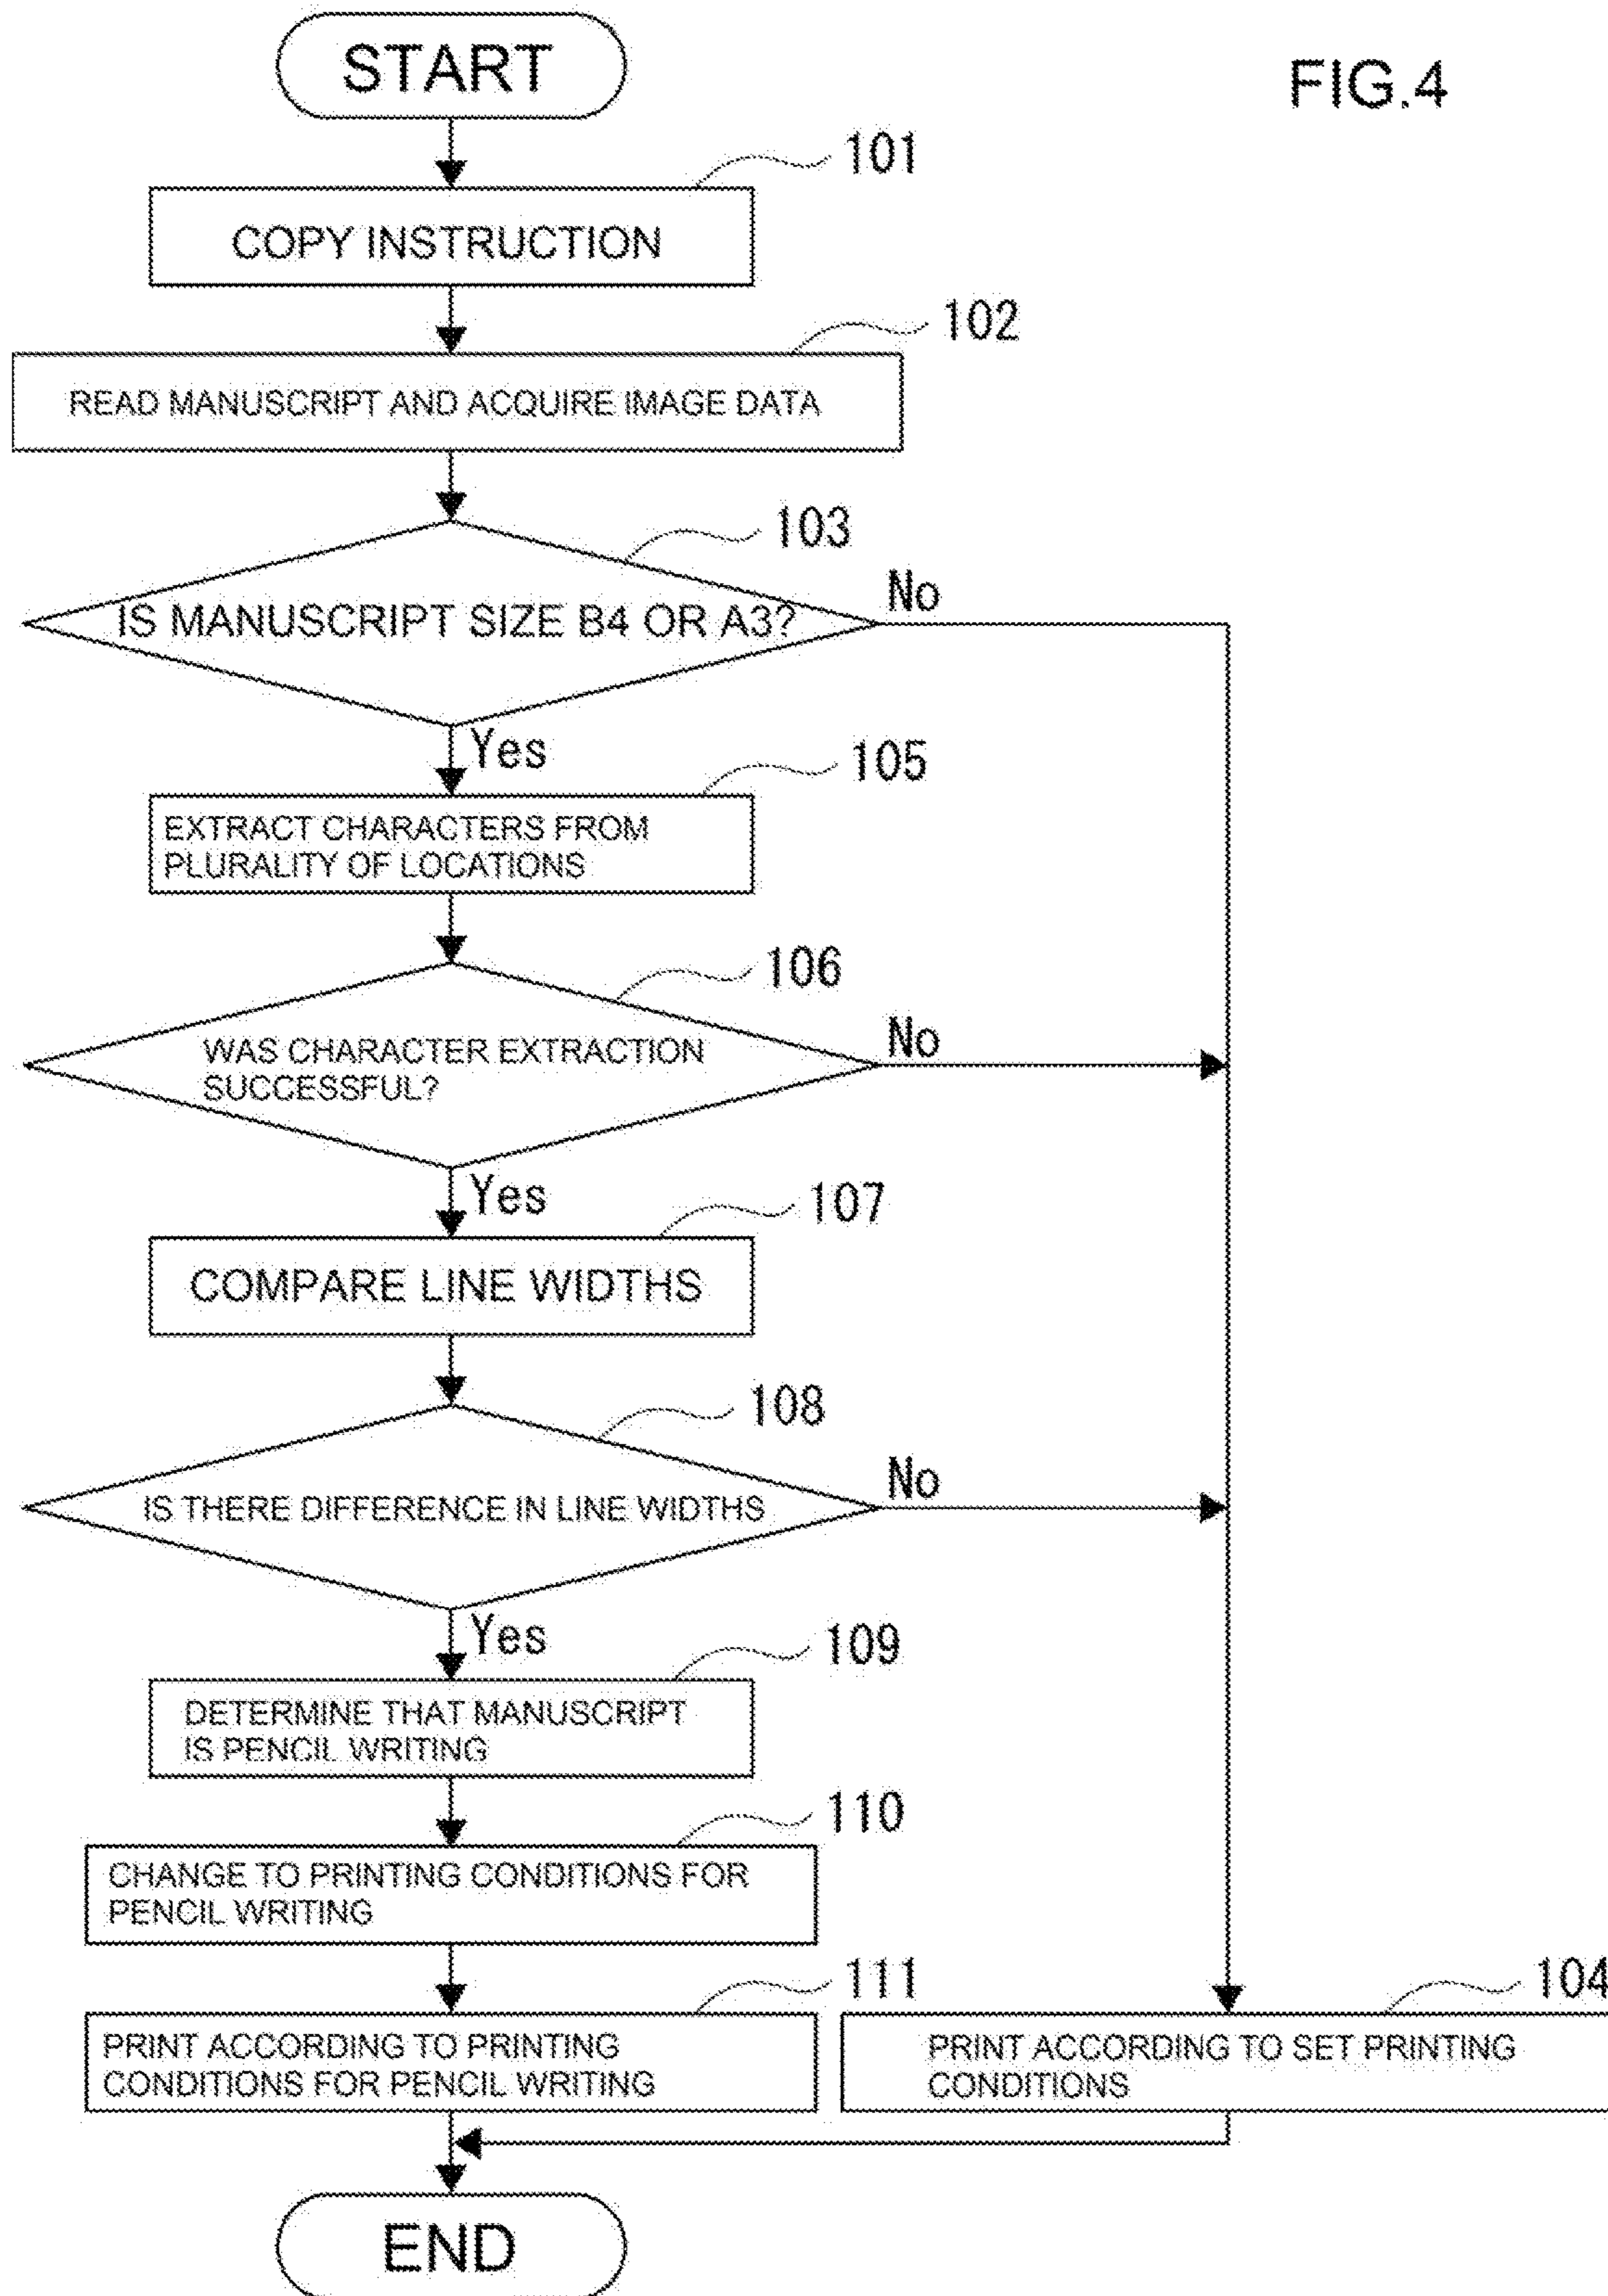 START
FIG.4
101
COPY INSTRUCTION
102
READ MANUSCRIPT AND ACQUIRE IMAGE DATA
103
IS MANUSCRIPT SIZE B4 OR A3?
No
Yes
105
EXTRACT CHARACTERS FROM
PLURALITY OF LOCATIONS
106
WAS CHARACTER EXTRACTION
SUCCESSFUL?
No
Yes
107
COMPARE LINE WIDTHS
108
IS THERE DIFFERENCE IN LINE WIDTHS
No
Yes
109
DETERMINE THAT MANUSCRIPT
IS PENCIL WRITING
110
CHANGE TO PRINTING CONDITIONS FOR
PENCIL WRITING
111
PRINT ACCORDING TO PRINTING
CONDITIONS FOR PENCIL WRITING
104
PRINT ACCORDING TO SET PRINTING
CONDITIONS
END